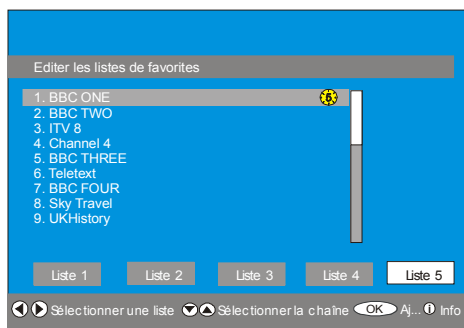 Editer les listes de favorites
1. BBC ONE 5
2. BBC TWO
3. ITV 8
4. Channel 4
5. BBC THREE
6. Teletext
7. BBC FOUR
8. Sky Travel
9. UKHistory
Liste 1 Liste 2 Liste 3 Liste 4 Liste 5
Sélectionner une liste Sélectionner la chaîne OK Aj... i Info